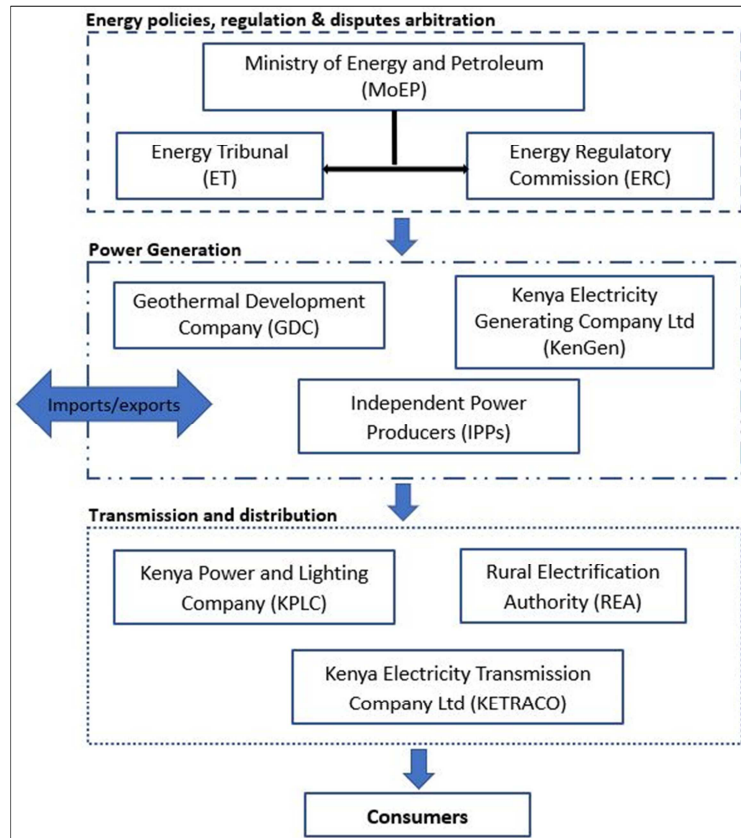 Energy policies, regulation & disputes arbitration
Ministry of Energy and Petroleum
(MoEP)
Energy Tribunal
(ET)
Energy Regulatory
Commission (ERC)
Power Generation
Geothermal Development
Company (GDC)
Kenya Electricity
Generating Company Ltd
(KenGen)
Imports/exports
Independent Power
Producers (IPPs)
Transmission and distribution
Kenya Power and Lighting
Company (KPLC)
Rural Electrification
Authority (REA)
Kenya Electricity Transmission
Company Ltd (KETRACO)
Consumers